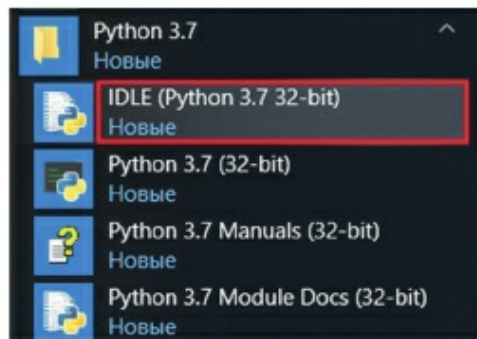 Python 3.7
Новые
IDLE (Python 3.7 32-bit)
Новые
Python 3.7 (32-bit)
Новые
Python 3.7 Manuals (32-bit)
Новые
Python 3.7 Module Docs (32-bit)
Новые